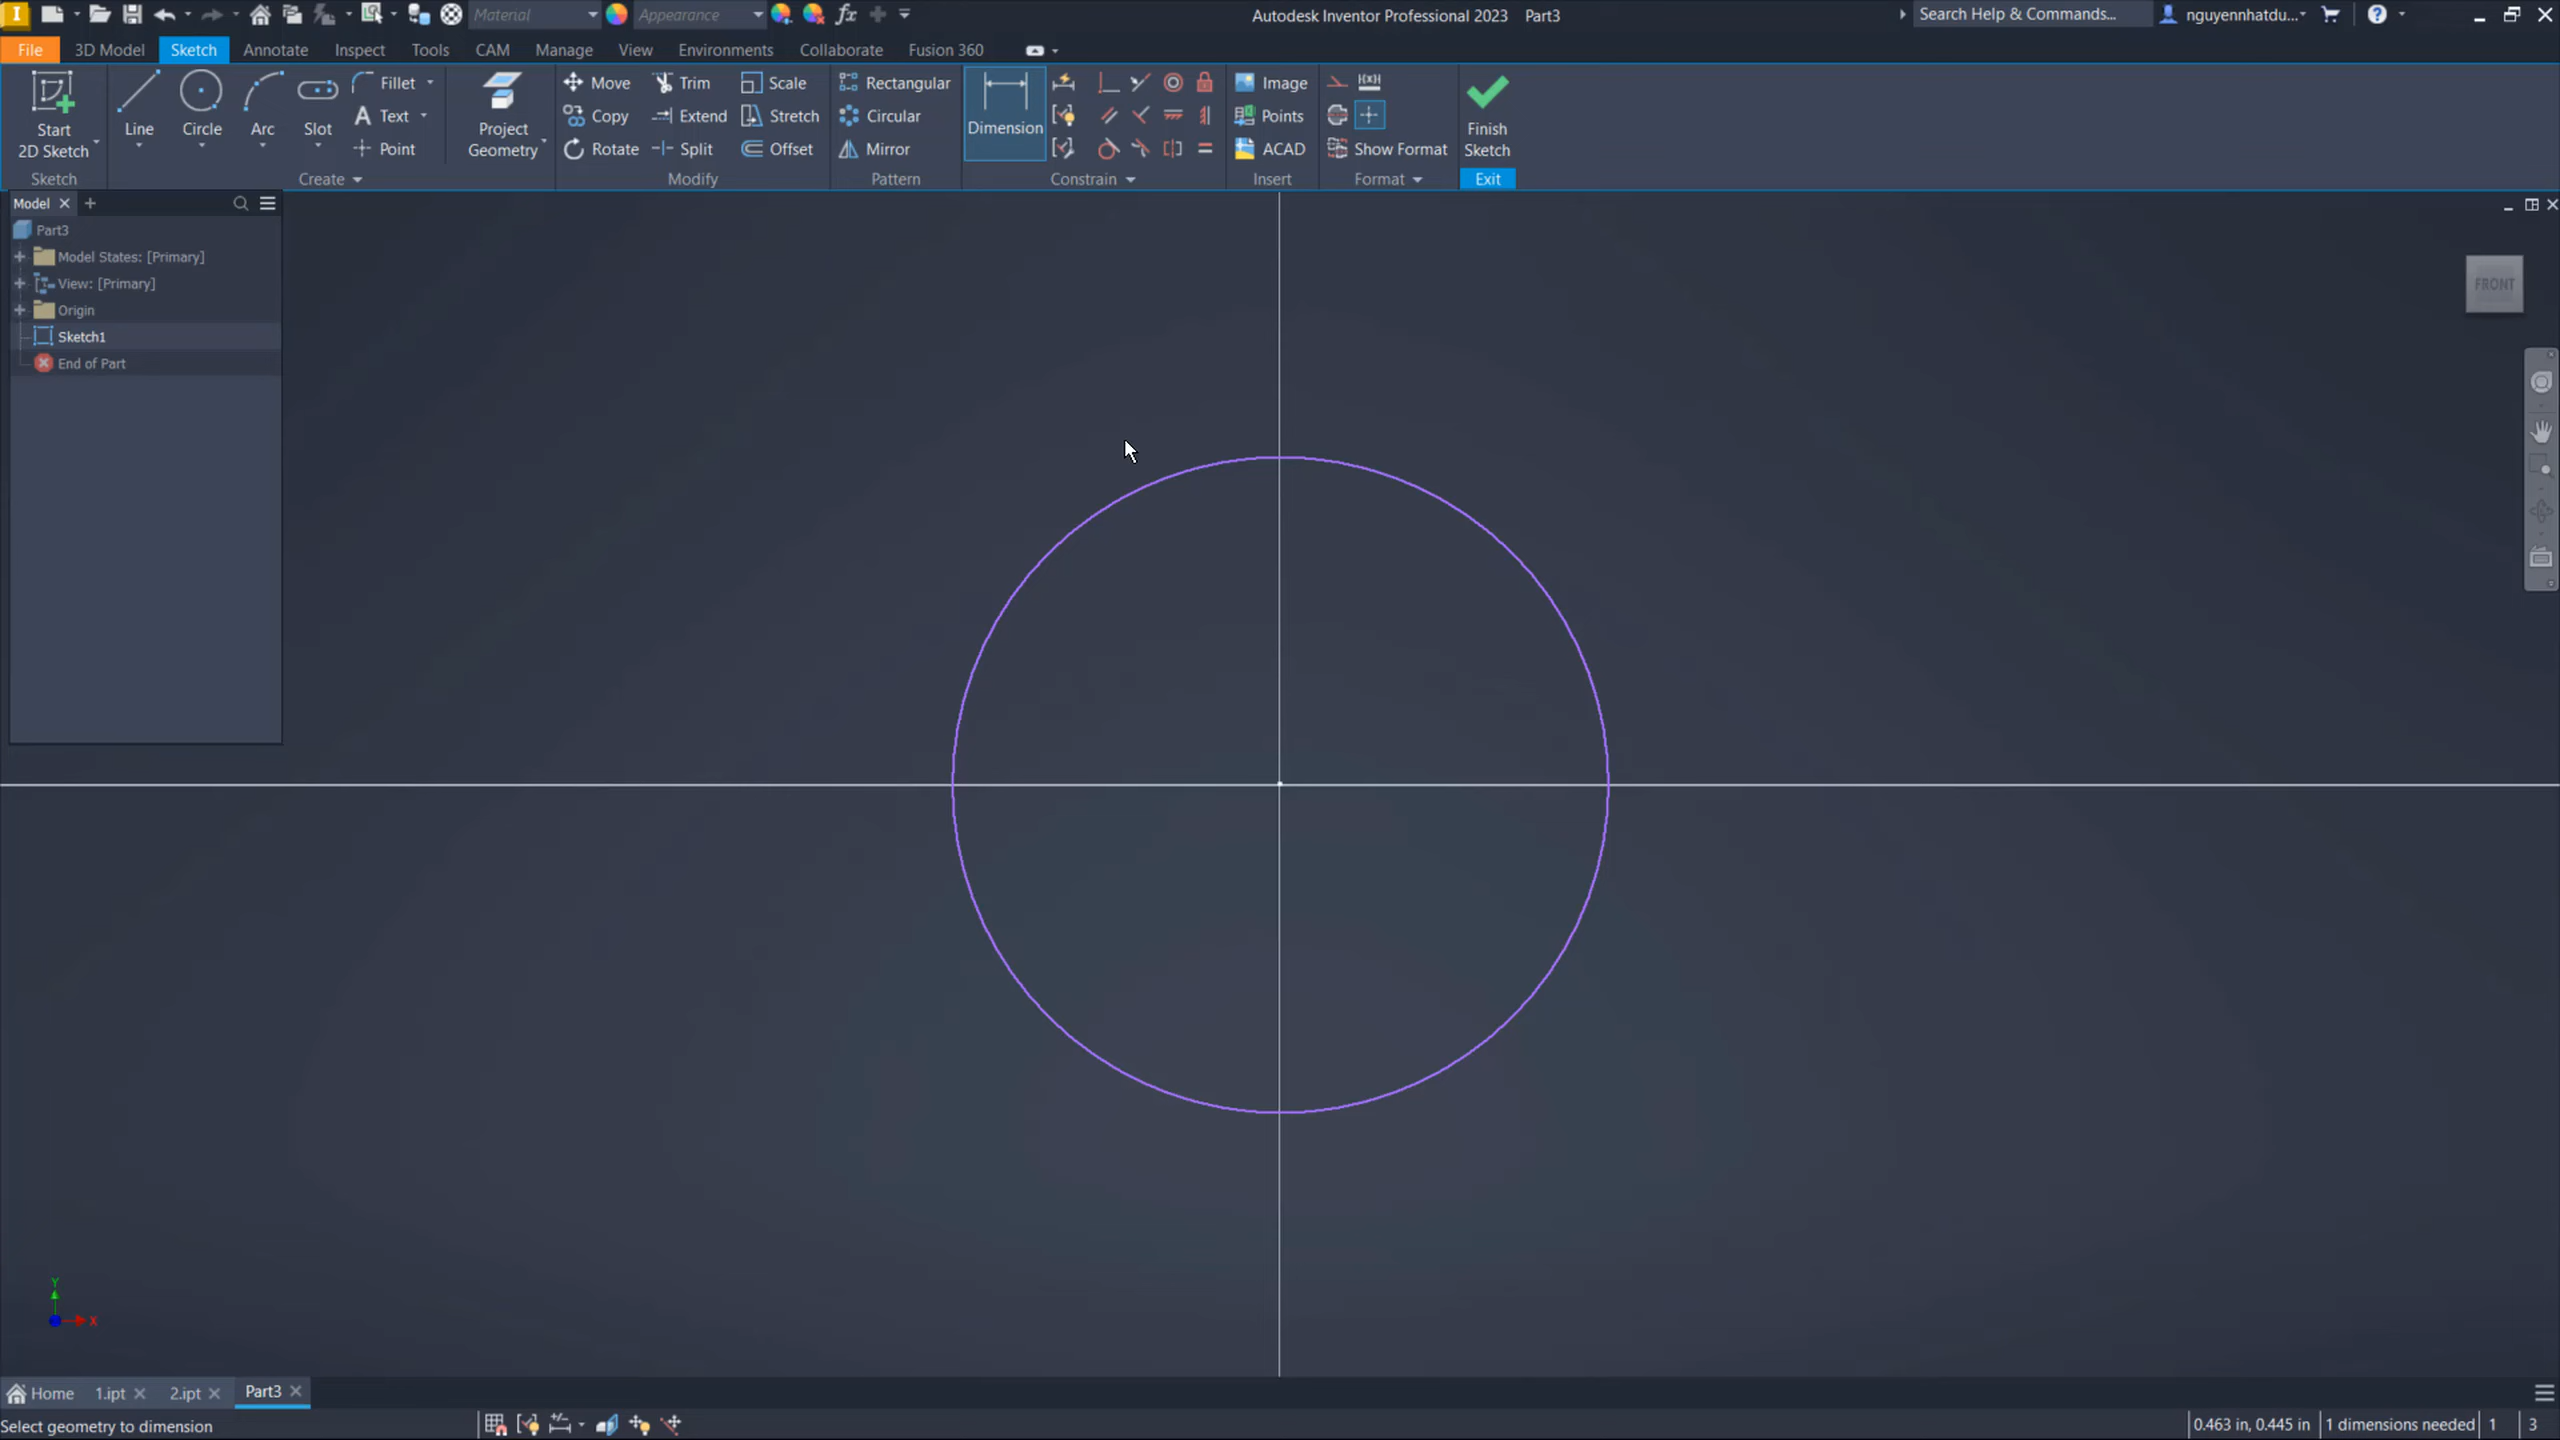 I Material Appearance fx Autodesk Inventor Professional 2023 Part3 Search Help & Commands... nguyennhatdu... ?
File 3D Model Sketch Annotate Inspect Tools CAM Manage View Environments Collaborate Fusion 360
Start
2D Sketch
Line
Circle
Arc
Slot
Fillet
A Text
Point
Project
Geometry
Move Trim Scale
Copy Extend Stretch
Rotate Split Offset
Rectangular
Circular
Mirror
Dimension
Image
Points
ACAD
Show Format
Finish
Sketch
Sketch Create Modify Pattern Constrain Insert Format Exit
Model
Part3
Model States: [Primary]
View: [Primary]
Origin
Sketch1
End of Part
FRONT
Y
X
Home 1.ipt 2.ipt Part3
Select geometry to dimension 0.463 in, 0.445 in 1 dimensions needed 1 3